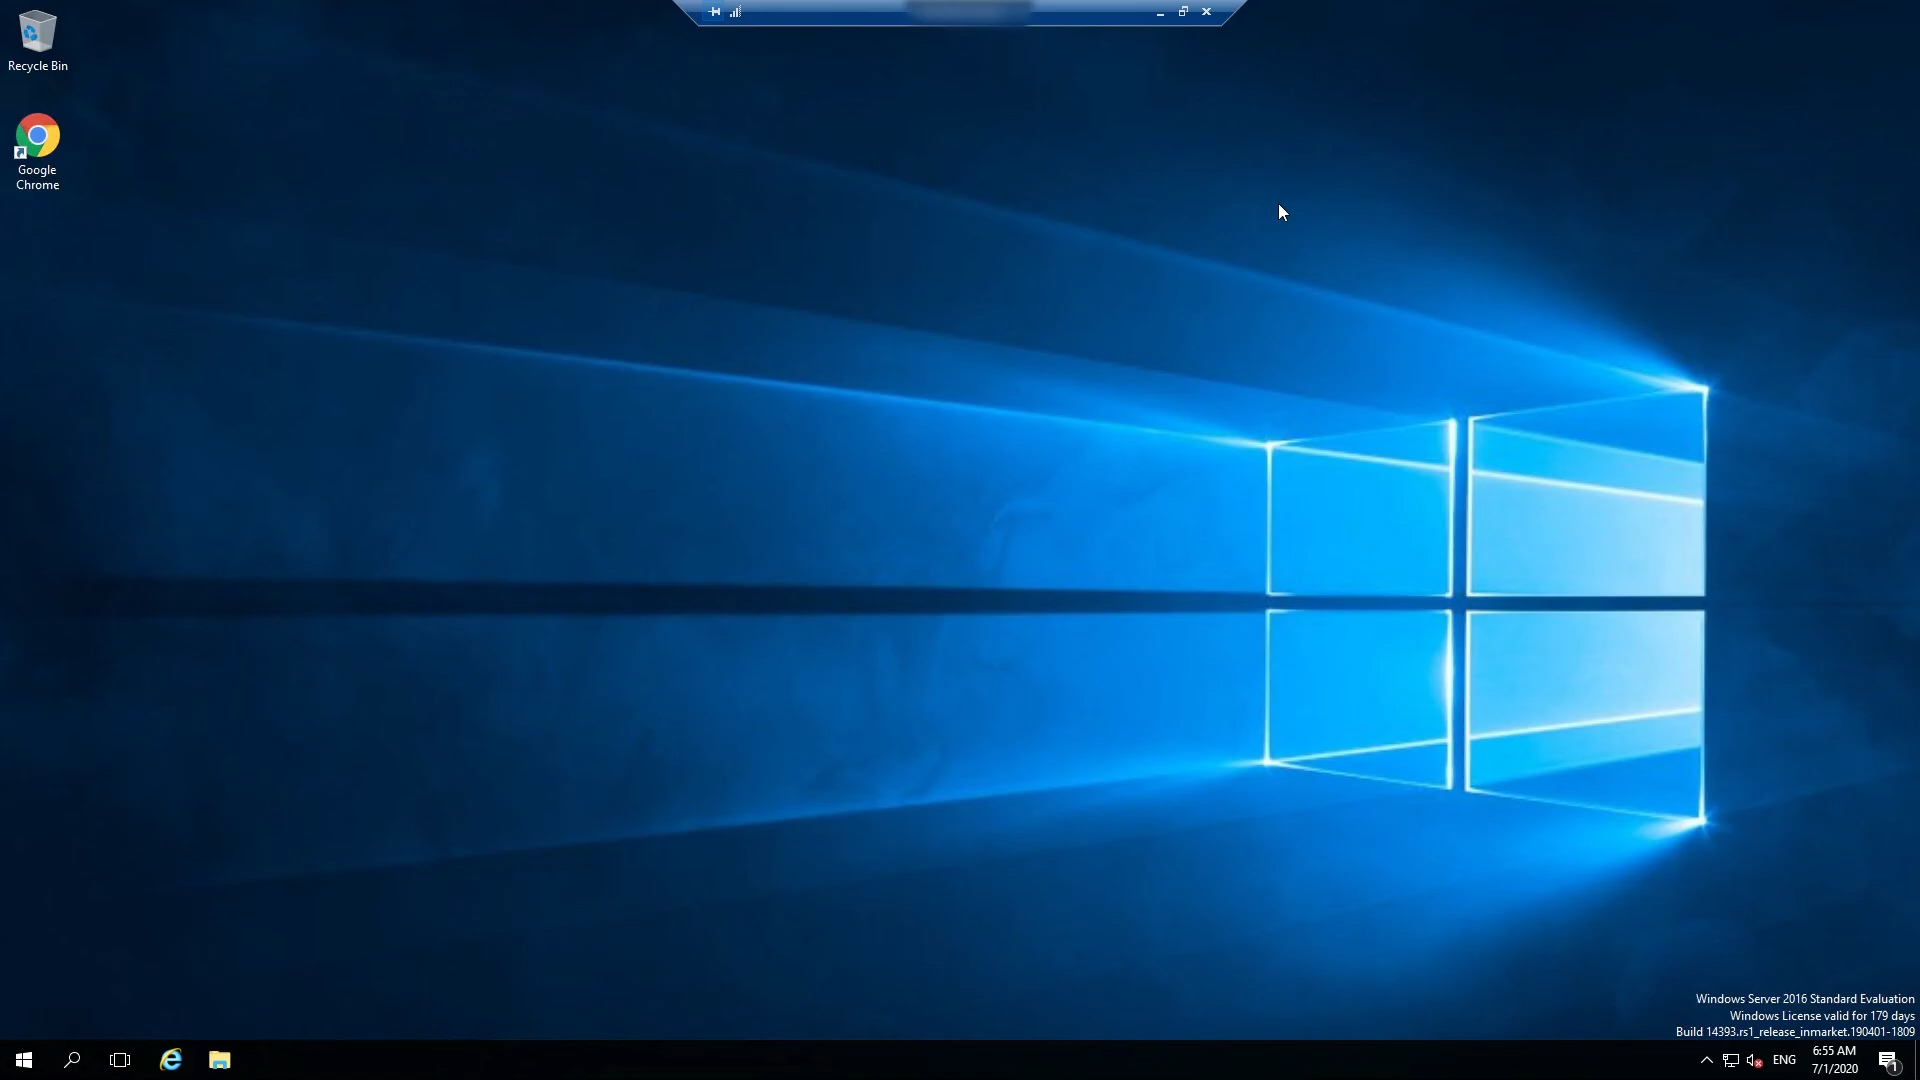 Recycle Bin
Google
Chrome
Windows Server 2016 Standard Evaluation
Windows License valid for 179 days
Build 14393.rs1_release_inmarket.190401-1809
ENG
6:55 AM
7/1/2020
1